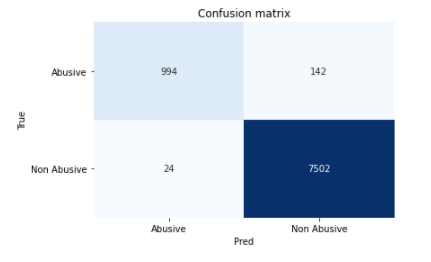 Confusion matrix
Abusive
994
142
True
Non Abusive
24
7502
Abusive
Non Abusive
Pred